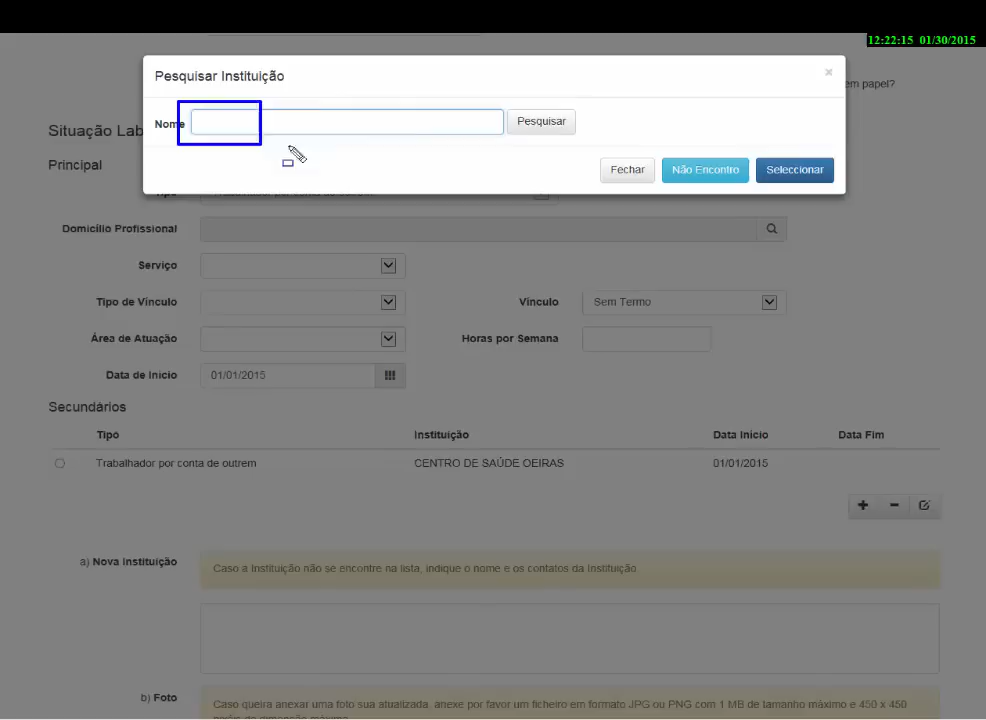 12:22:15 01/30/2015
Pesquisar Instituição
×
em papel?
Nome
Pesquisar
Situação Lab
Fechar
Não Encontro
Seleccionar
Principal
Domicílio Profissional
Serviço
Tipo de Vínculo
Vínculo
Sem Termo
Área de Atuação
Horas por Semana
Data de Início
01/01/2015
Secundários
Tipo
Instituição
Data Início
Data Fim
Trabalhador por conta de outrem
CENTRO DE SAÚDE OEIRAS
01/01/2015
a) Nova Instituição
Caso a Instituição não se encontre na lista, indique o nome e os contatos da Instituição.
b) Foto
Caso queira anexar uma foto sua atualizada, anexe por favor um ficheiro em formato JPG ou PNG com 1 MB de tamanho máximo e 450 x 450